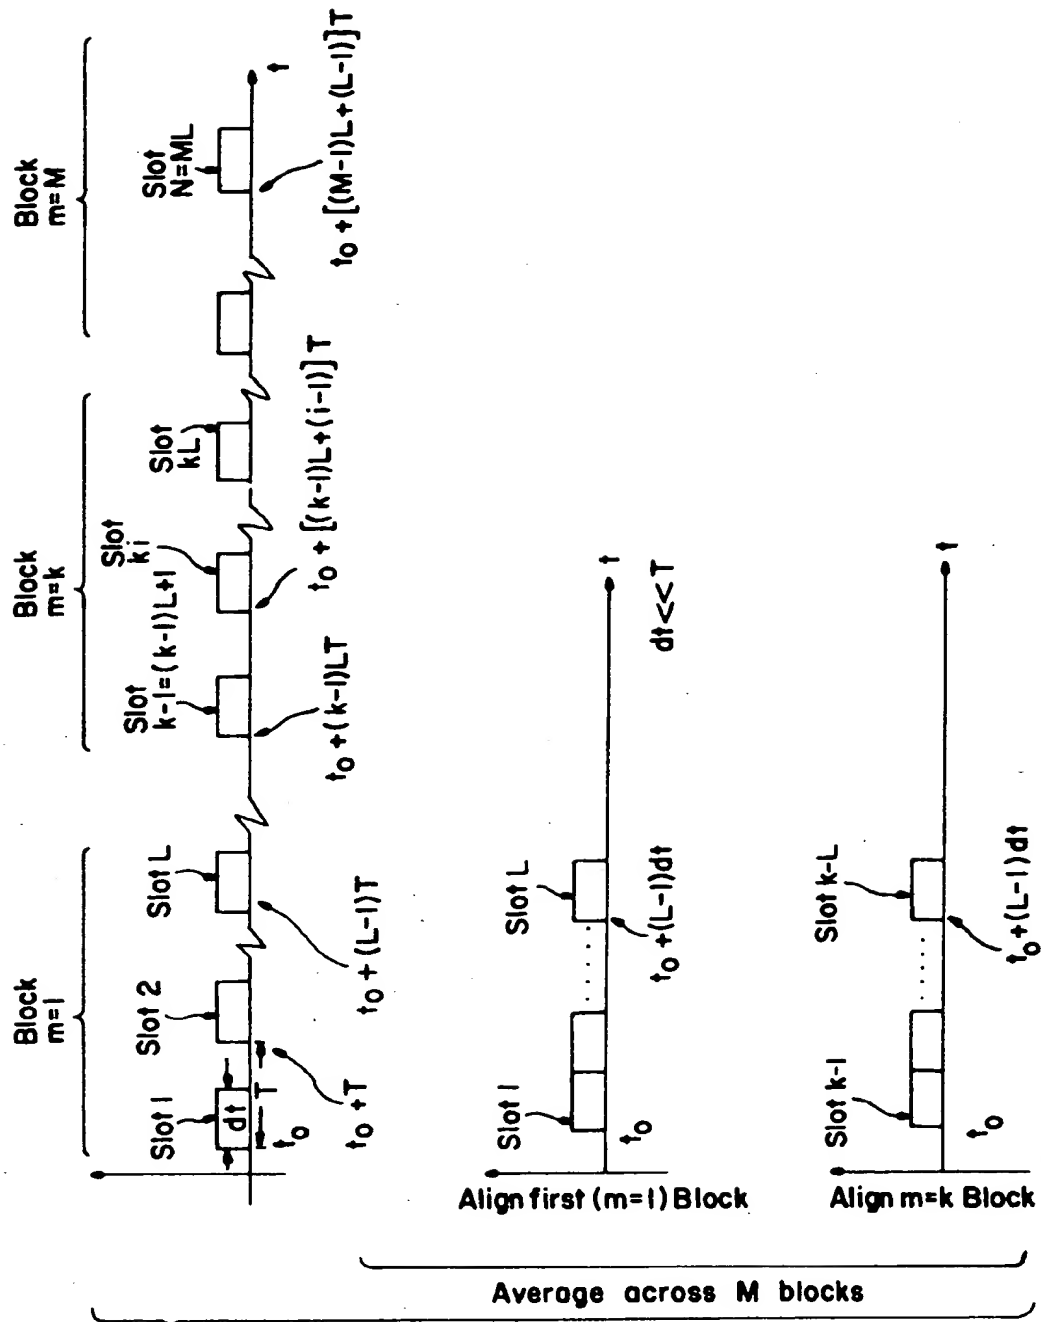 Block
m=1
Block
m=k
Block
m=M
Slot 1
Slot 2
Slot L
Slot
k-1=(k-1)L+1
Slot
ki
Slot
kL
Slot
N=ML
dt
T
t
t0
t0+T
t0+(L-1)T
t0+(k-1)LT
t0+[(k-1)L+(i-1)]T
t0+[(M-1)L+(L-1)]T
Align first (m=1) Block
Slot 1
Slot L
t0
t0+(L-1)dt
t
dt<<T
Align m=k Block
Slot k-1
Slot k-L
t0
t0+(L-1)dt
t
Average across M blocks